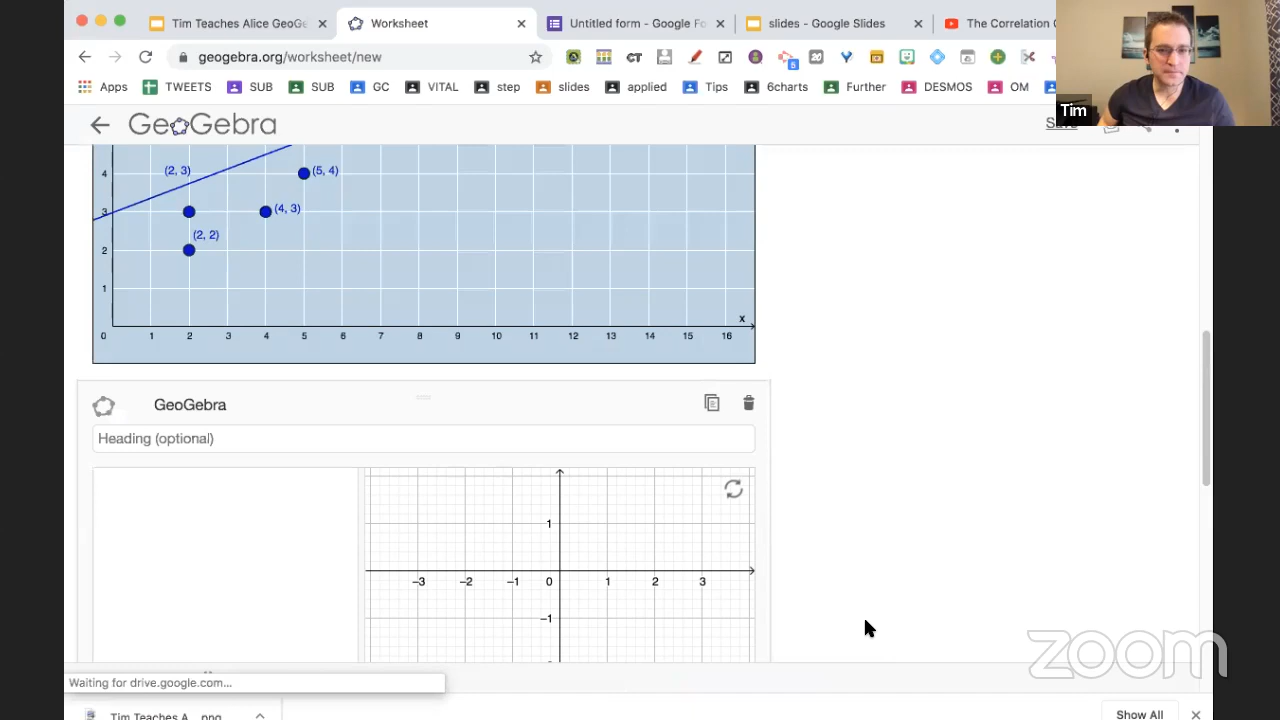 Tim Teaches Alice GeoG
Worksheet
Untitled form - Google Fo
slides - Google Slides
The Correlation C
geogebra.org/worksheet/new
Apps TWEETS SUB SUB GC VITAL step slides applied Tips 6charts Further DESMOS OM
Tim
GeoGebra
Save
4 (2, 3) (5, 4)
3 (4, 3)
(2, 2)
2
1
x
0 1 2 3 4 5 6 7 8 9 10 11 12 13 14 15 16
GeoGebra
Heading (optional)
1
−3 −2 −1 0 1 2 3
−1
zoom
Waiting for drive.google.com...
Tim Teaches A....png
Show All